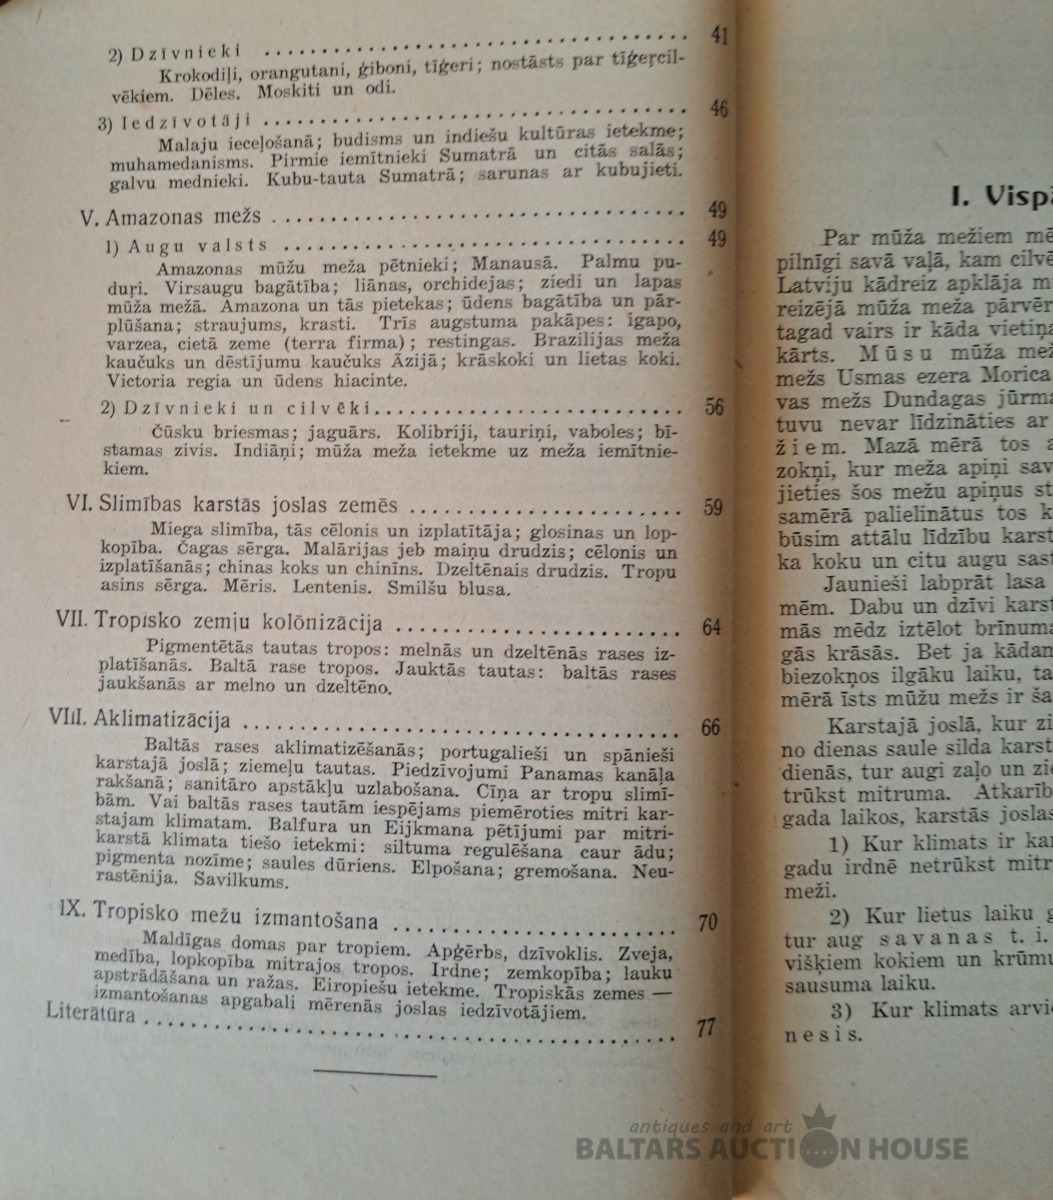 2) Dzīvnieki . . . . . . . . . . . . . . . . . . . . . . . . . . . . 41
Krokodiļi, orangutani, ģiboni, tīģeri; nostāsts par tīģeŗcil-
vēkiem. Dēles. Moskiti un odi.
3) Iedzīvotāji . . . . . . . . . . . . . . . . . . . . . . . . . . . . 46
Malaju ieceļošanā; budisms un indiešu kultūras ietekme;
muhamedanisms. Pirmie iemītnieki Sumatrā un citās salās;
galvu mednieki. Kubu-tauta Sumatrā; sarunas ar kubujieti.
V. Amazonas mežs . . . . . . . . . . . . . . . . . . . . . . . . . . . . 49
1) Augu valsts . . . . . . . . . . . . . . . . . . . . . . . . . . . . 49
Amazonas mūžu meža pētnieki; Manausā. Palmu pu-
duŗi. Virsaugu bagātība; liānas, orchidejas; ziedi un lapas
mūža mežā. Amazona un tās pietekas; ūdens bagātība un pār-
plūšana; straujums, krasti. Trīs augstuma pakāpes: igapo,
varzea, cietā zeme (terra firma); restingas. Brazilijas meža
kaučuks un dēstījumu kaučuks Āzijā; krāskoki un lietas koki.
Victoria regia un ūdens hiacinte.
2) Dzīvnieki un cilvēki. . . . . . . . . . . . . . . . . . . . . . . . 56
Čūsku briesmas; jaguārs. Kolibriji, tauriņi, vaboles; bī-
stamas zivis. Indiāņi; mūža meža ietekme uz meža iemītnie-
kiem.
VI. Slimības karstās joslas zemēs . . . . . . . . . . . . . . . . . . . . 59
Miega slimība, tās cēlonis un izplatītāja; glosinas un lop-
kopība. Čagas sērga. Malārijas jeb maiņu drudzis; cēlonis un
izplatīšanās; chinas koks un chinīns. Dzeltēnais drudzis. Tropu
asins sērga. Mēris. Lentenis. Smilšu blusa.
VII. Tropisko zemju kolōnizācija . . . . . . . . . . . . . . . . . . . . 64
Pigmentētās tautas tropos: melnās un dzeltēnās rases iz-
platīšanās. Baltā rase tropos. Jauktās tautas: baltās rases
jaukšanās ar melno un dzeltēno.
VIII. Aklimatizācija . . . . . . . . . . . . . . . . . . . . . . . . . . . . 66
Baltās rases aklimatizēšanās; portugalieši un spānieši
karstajā joslā; ziemeļu tautas. Piedzīvojumi Panamas kanāļa
rakšanā; sanitāro apstākļu uzlabošana. Cīņa ar tropu slimī-
bām. Vai baltās rases tautām iespējams piemēroties mitri kar-
stajam klimatam. Balfura un Eijkmana pētījumi par mitri-
karstā klimata tiešo ietekmi: siltuma regulēšana caur ādu;
pigmenta nozīme; saules dūriens. Elpošana; gremošana. Neu-
rastēnija. Savilkums.
IX. Tropisko mežu izmantošana . . . . . . . . . . . . . . . . . . . . 70
Maldīgas domas par tropiem. Apģērbs, dzīvoklis. Zveja,
medība, lopkopība mitrajos tropos. Irdne; zemkopība; lauku
apstrādāšana un ražas. Eiropiešu ietekme. Tropiskās zemes —
izmantošanas apgabali mērenās joslas iedzīvotājiem.
Literātūra . . . . . . . . . . . . . . . . . . . . . . . . . . . . . . . . 77
I. Vispā
Par mūža mežiem mē
pilnīgi savā vaļā, kam cilvē
Latviju kādreiz apklāja m
reizējā mūža meža pārvēr
tagad vairs ir kāda vietiņa
kārts. Mūsu mūža mež
mežs Usmas ezera Morica
vas mežs Dundagas jūrma
tuvu nevar līdzināties ar
žiem. Mazā mērā tos a
zokņi, kur meža apiņi sav
jieties šos mežu apiņus st
samērā palielinātus tos k
būsim attālu līdzību karst
ka koku un citu augu sast
Jaunieši labprāt lasa
mēm. Dabu un dzīvi karst
mās mēdz iztēlot brīnuma
gās krāsās. Bet ja kādam
biezokņos ilgāku laiku, ta
mērā īsts mūžu mežs ir ša
Karstajā joslā, kur zi
no dienas saule silda karst
dienās, tur augi zaļo un zie
trūkst mitruma. Atkarīb
gada laikos, karstās joslas
1) Kur klimats ir kar
gadu irdnē netrūkst mitr
meži.
2) Kur lietus laiku g
tur aug savanas t. i.
višķiem kokiem un krūmu
sausuma laiku.
3) Kur klimats arvie
nesis.
antiques and art
BALTARS AUCTION HOUSE